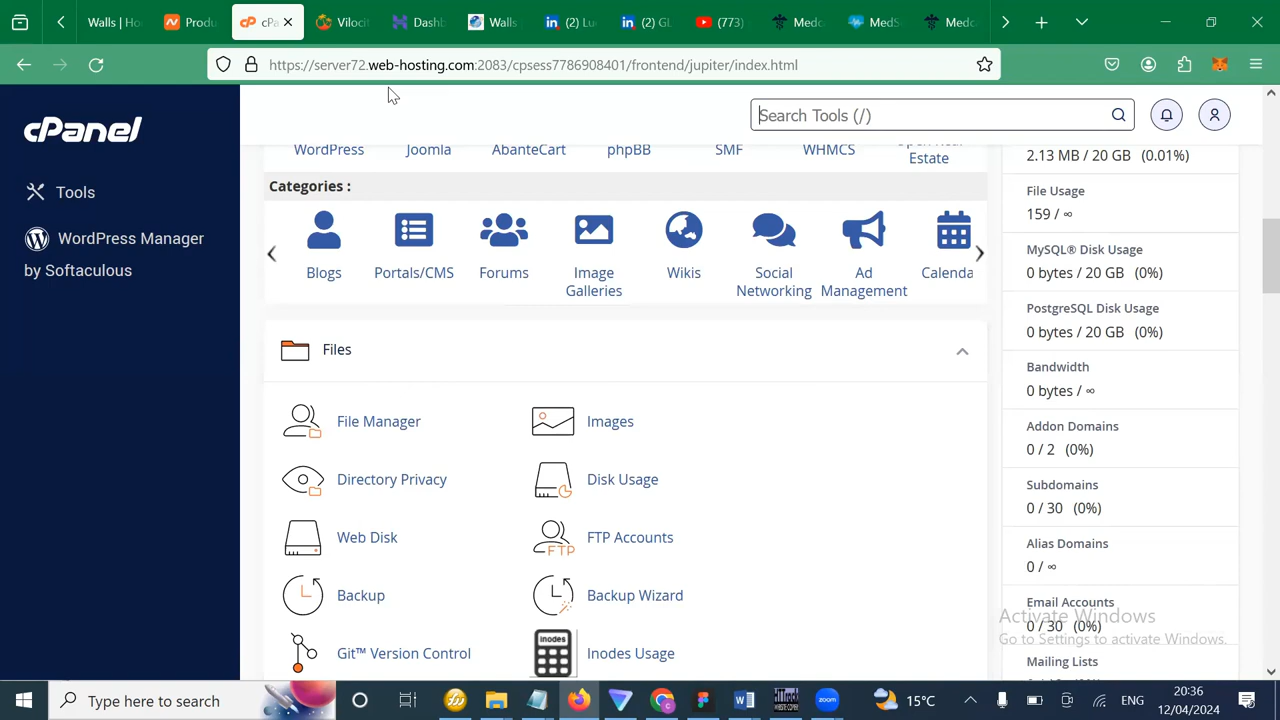 Walls | Ho
Produ
cPa
Vilocit
Dashb
Walls
(2) Lu
(2) GL
(773)
Medc
MedS
Medc
https://server72.web-hosting.com:2083/cpsess7786908401/frontend/jupiter/index.html
cPanel
Search Tools (/)
Tools
WordPress Manager
by Softaculous
WordPress
Joomla
AbanteCart
phpBB
SMF
WHMCS
Open Real
Estate
Categories :
Blogs
Portals/CMS
Forums
Image
Galleries
Wikis
Social
Networking
Ad
Management
Calenda
Files
File Manager
Images
Directory Privacy
Disk Usage
Web Disk
FTP
FTP Accounts
Backup
Backup Wizard
Git™ Version Control
inodes
Inodes Usage
2.13 MB / 20 GB (0.01%)
File Usage
159 / ∞
MySQL® Disk Usage
0 bytes / 20 GB (0%)
PostgreSQL Disk Usage
0 bytes / 20 GB (0%)
Bandwidth
0 bytes / ∞
Addon Domains
0 / 2 (0%)
Subdomains
0 / 30 (0%)
Alias Domains
0 / ∞
Email Accounts
0 / 30 (0%)
Mailing Lists
Activate Windows
Go to Settings to activate Windows.
Type here to search
zoom
15°C
ENG
20:36
12/04/2024